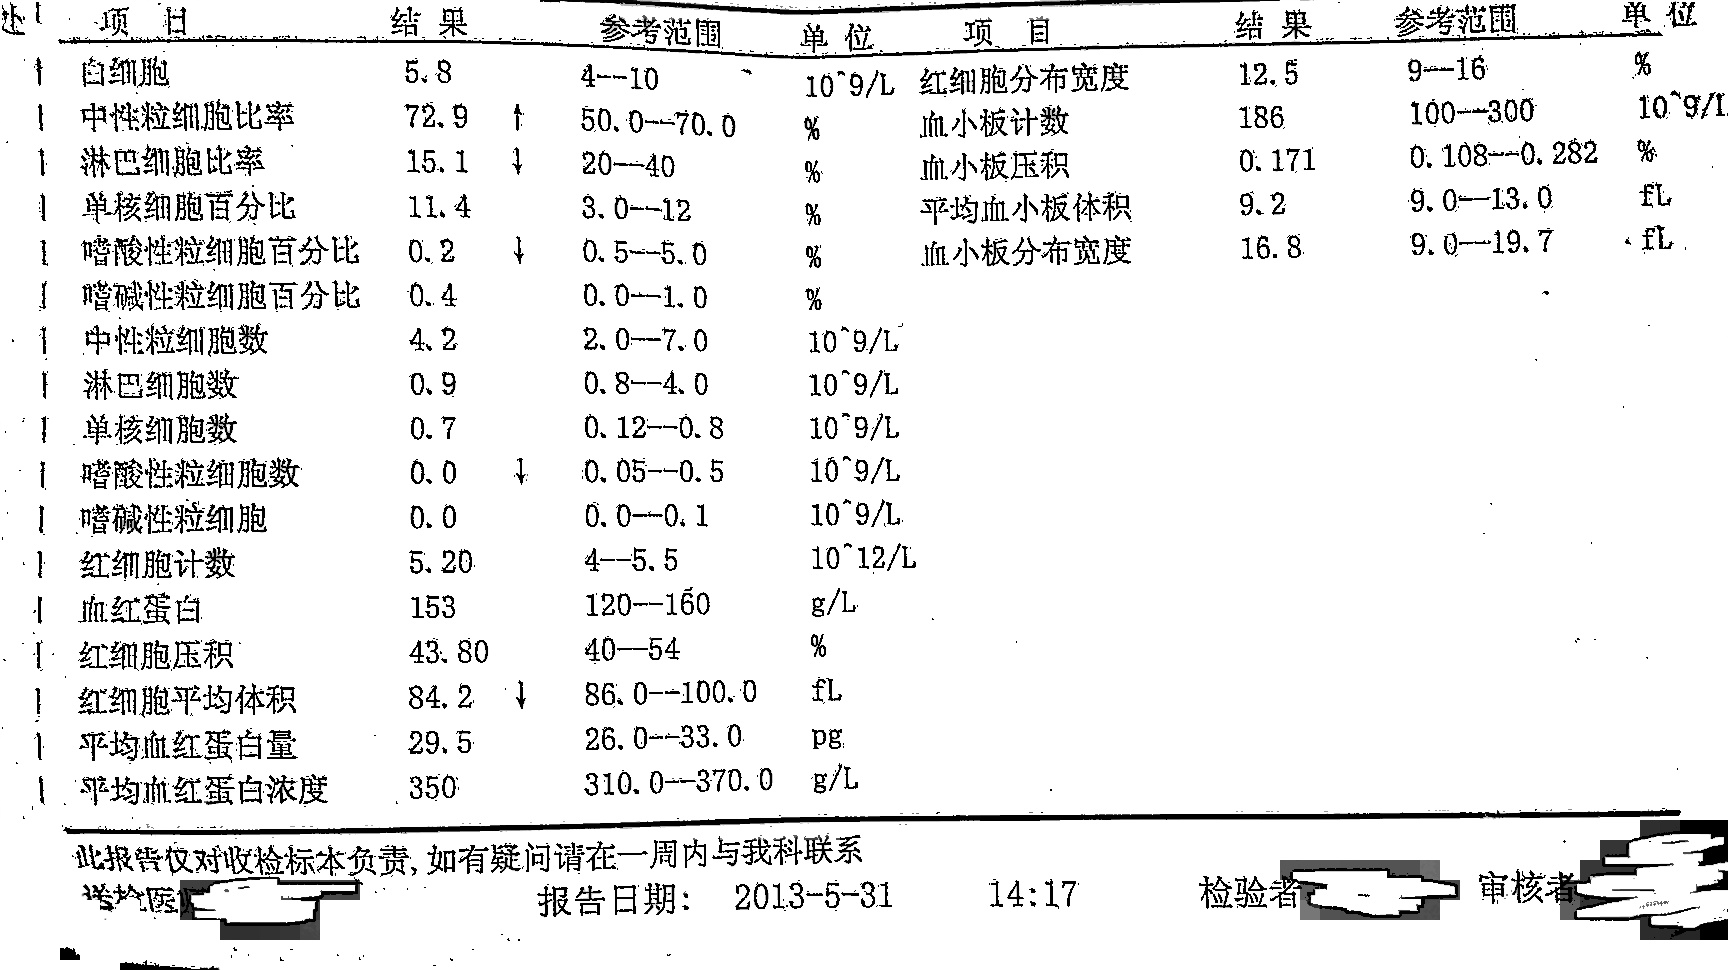 项 目 结 果 参考范围 单 位 项 目 结 果 参考范围 单 位
白细胞 5.8 4--10 10^9/L 红细胞分布宽度 12.5 9--16 %
中性粒细胞比率 72.9 ↑ 50.0--70.0 % 血小板计数 186 100--300 10^9/L
淋巴细胞比率 15.1 ↓ 20--40 % 血小板压积 0.171 0.108--0.282 %
单核细胞百分比 11.4 3.0--12 % 平均血小板体积 9.2 9.0--13.0 fL
嗜酸性粒细胞百分比 0.2 ↓ 0.5--5.0 % 血小板分布宽度 16.8 9.0--19.7 fL
嗜碱性粒细胞百分比 0.4 0.0--1.0 %
中性粒细胞数 4.2 2.0--7.0 10^9/L
淋巴细胞数 0.9 0.8--4.0 10^9/L
单核细胞数 0.7 0.12--0.8 10^9/L
嗜酸性粒细胞数 0.0 ↓ 0.05--0.5 10^9/L
嗜碱性粒细胞 0.0 0.0--0.1 10^9/L
红细胞计数 5.20 4--5.5 10^12/L
血红蛋白 153 120--160 g/L
红细胞压积 43.80 40--54 %
红细胞平均体积 84.2 ↓ 86.0--100.0 fL
平均血红蛋白量 29.5 26.0--33.0 pg
平均血红蛋白浓度 350 310.0--370.0 g/L
此报告仅对收检标本负责,如有疑问请在一周内与我科联系
送检医 报告日期: 2013-5-31 14:17 检验者 审核者